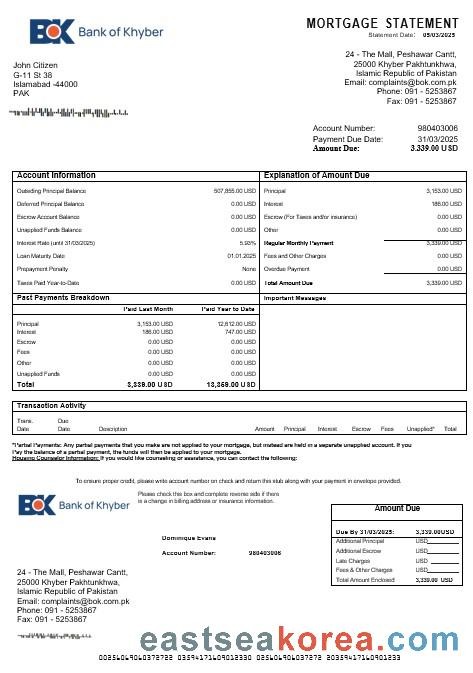 BOK Bank of Khyber
MORTGAGE STATEMENT
Statement Date: 05/03/2025
John Citizen
G-11 St 38
Islamabad -44000
PAK
24 - The Mall, Peshawar Cantt,
25000 Khyber Pakhtunkhwa,
Islamic Republic of Pakistan
Email: complaints@bok.com.pk
Phone: 091 - 5253867
Fax: 091 - 5253867
Account Number: 980403006
Payment Due Date: 31/03/2025
Amount Due: 3,339.00 USD
Account Information
Outsding Principal Balance 507,855.00 USD
Deferred Principal Balance 0.00 USD
Escrow Account Balance 0.00 USD
Unapplied Funds Balance 0.00 USD
Interest Rate (until 31/03/2025) 5.93%
Loan Maturity Date 01.01.2025
Prepayment Penalty None
Taxes Paid Year-to-Date 0.00 USD
Explanation of Amount Due
Principal 3,153.00 USD
Interest 186.00 USD
Escrow (For Taxes and/or insurance) 0.00 USD
Other 0.00 USD
Regular Monthly Payment 3,339.00 USD
Fees and Other Charges 0.00 USD
Overdue Payment 0.00 USD
Total Amount Due 3,339.00 USD
Past Payments Breakdown
Paid Last Month Paid Year to Date
Principal 3,153.00 USD 12,612.00 USD
Interest 186.00 USD 747.00 USD
Escrow 0.00 USD 0.00 USD
Fees 0.00 USD 0.00 USD
Other 0.00 USD 0.00 USD
Unapplied Funds 0.00 USD 0.00 USD
Total 3,339.00 USD 13,359.00 USD
Important Messages
Transaction Activity
Trans. Due
Date Date Description Amount Principal Interest Escrow Fees Unapplied* Total
*Partial Payments: Any partial payments that you make are not applied to your mortgage, but instead are held in a separate unapplied account. If you
Pay the balance of a partial payment, the funds will then be applied to your mortgage.
Housing Counselor Information: If you would like counseling or assistance, you can contact the following:
To ensure proper credit, please write account number on check and return this stub along with your payment in envelope provided.
BOK Bank of Khyber
Please check this box and complete reverse side if there
is a change in billing address or insurance information.
Dominique Evans
Account Number: 980403006
Amount Due
Due By 31/03/2025: 3,339.00USD
Additional Principal USD
Additional Escrow USD
Late Charges USD
Fees & Other Charges USD
Total Amount Enclosed 3,339.00 USD
24 - The Mall, Peshawar Cantt,
25000 Khyber Pakhtunkhwa,
Islamic Republic of Pakistan
Email: complaints@bok.com.pk
Phone: 091 - 5253867
Fax: 091 - 5253867
eastseakorea.com